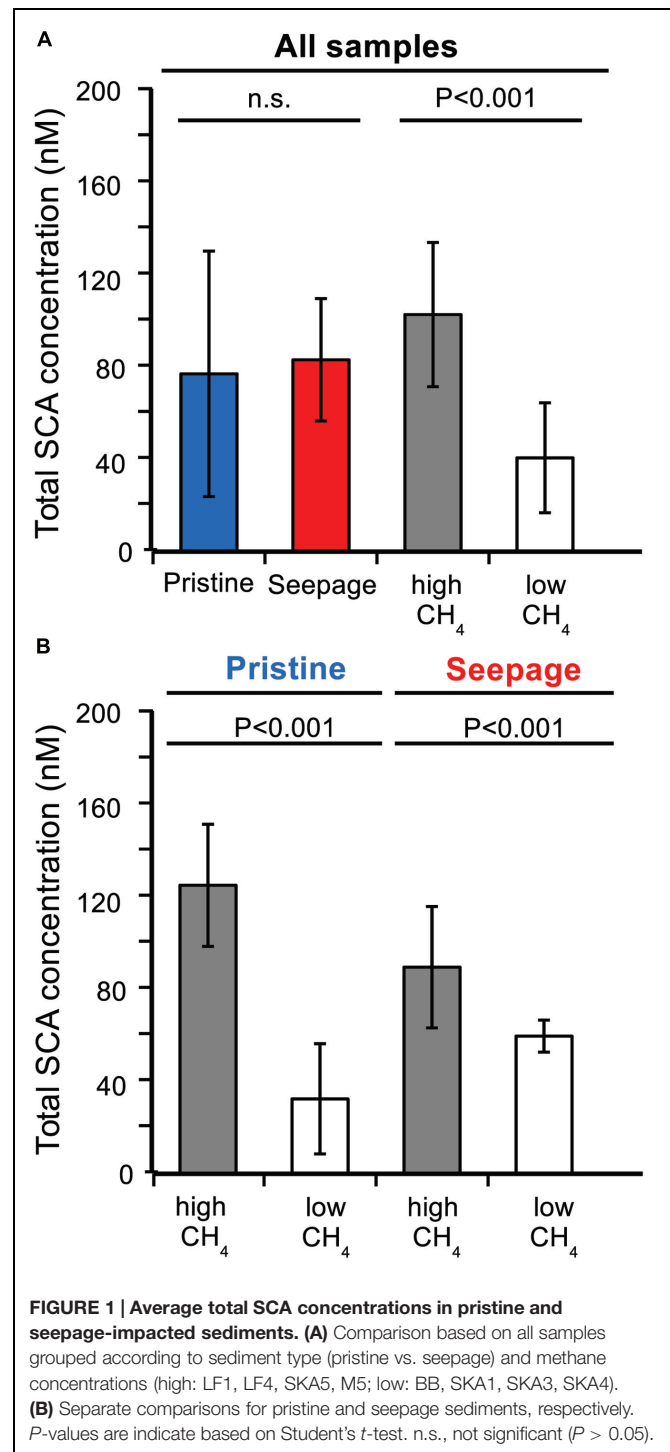 A
All samples
n.s. P<0.001
Total SCA concentration (nM)
200
160
120
80
40
0
Pristine Seepage high CH₄ low CH₄
B
Pristine Seepage
P<0.001 P<0.001
Total SCA concentration (nM)
200
160
120
80
40
0
high CH₄ low CH₄ high CH₄ low CH₄
FIGURE 1 | Average total SCA concentrations in pristine and
seepage-impacted sediments. (A) Comparison based on all samples
grouped according to sediment type (pristine vs. seepage) and methane
concentrations (high: LF1, LF4, SKA5, M5; low: BB, SKA1, SKA3, SKA4).
(B) Separate comparisons for pristine and seepage sediments, respectively.
P-values are indicate based on Student's t-test. n.s., not significant (P > 0.05).